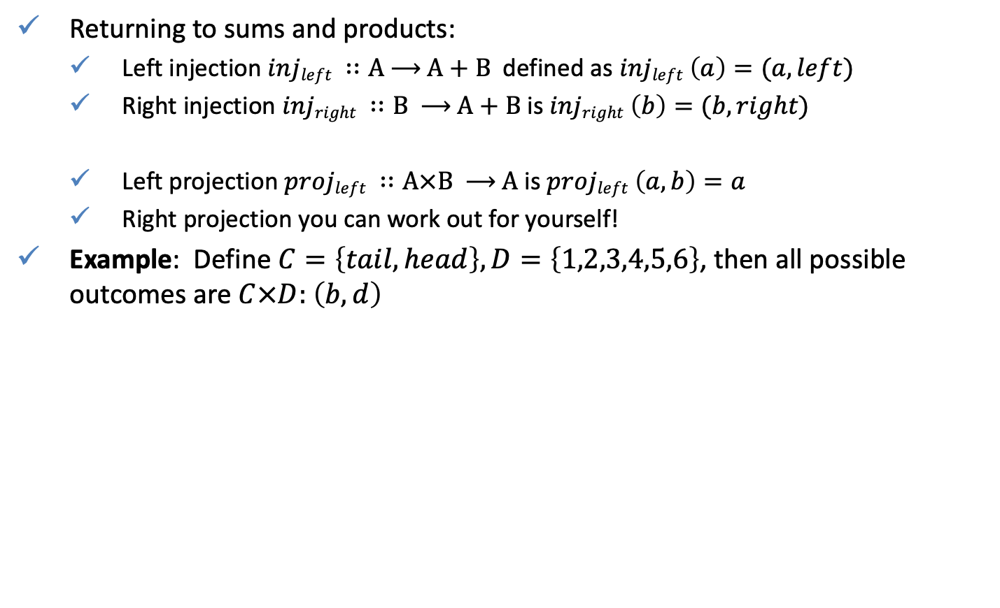 ✓ Returning to sums and products:
✓ Left injection 𝑖𝑛𝑗_{𝑙𝑒𝑓𝑡} :: A ⟶ A + B defined as 𝑖𝑛𝑗_{𝑙𝑒𝑓𝑡} (𝑎) = (𝑎, 𝑙𝑒𝑓𝑡)
✓ Right injection 𝑖𝑛𝑗_{𝑟𝑖𝑔ℎ𝑡} :: B ⟶ A + B is 𝑖𝑛𝑗_{𝑟𝑖𝑔ℎ𝑡} (𝑏) = (𝑏, 𝑟𝑖𝑔ℎ𝑡)
✓ Left projection 𝑝𝑟𝑜𝑗_{𝑙𝑒𝑓𝑡} :: A×B ⟶ A is 𝑝𝑟𝑜𝑗_{𝑙𝑒𝑓𝑡} (𝑎, 𝑏) = 𝑎
✓ Right projection you can work out for yourself!
✓ Example: Define 𝐶 = {𝑡𝑎𝑖𝑙, ℎ𝑒𝑎𝑑}, 𝐷 = {1,2,3,4,5,6}, then all possible
outcomes are 𝐶×𝐷: (𝑏, 𝑑)